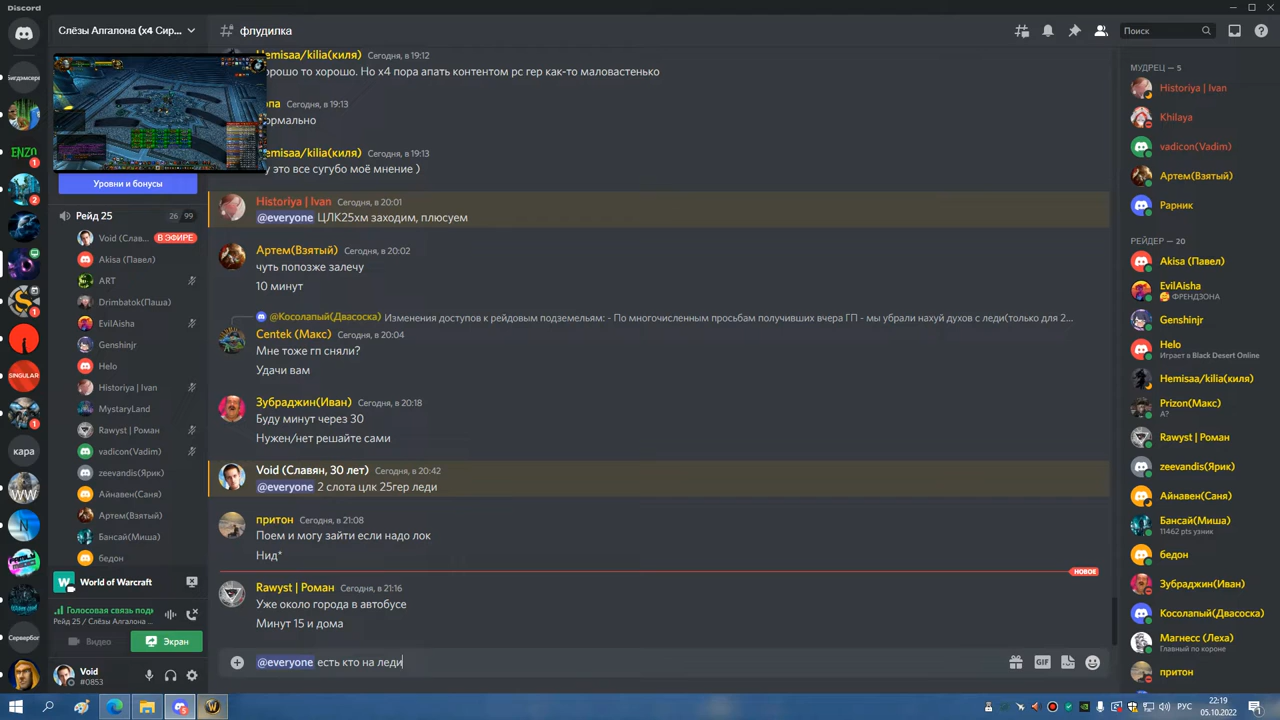 Discord
Слёзы Алгалона (x4 Сир...
флудилка
Поиск
Бигдэмсерв
ENZO
1
2
1
SINGULAR
1
кара
WW
Сервербог
Уровни и бонусы
Рейд 25
26 99
Void (Слав...
В ЭФИРЕ
Akisa (Павел)
ART
Drimbatok(Паша)
EvilAisha
Genshinjr
Helo
Historiya | Ivan
MystaryLand
Rawyst | Роман
vadicon(Vadim)
zeevandis(Ярик)
Айнавен(Саня)
Артем(Взятый)
Бансай(Миша)
бедон
World of Warcraft
Голосовая связь подк
Рейд 25 / Слёзы Алгалона
Видео
Экран
Void
#0853
Hemisaa/kilia(киля) Сегодня, в 19:12
орошо то хорошо. Но х4 пора апать контентом рс гер как-то маловастенько
опа Сегодня, в 19:13
ормально
Hemisaa/kilia(киля) Сегодня, в 19:13
у это все сугубо моё мнение )
Historiya | Ivan Сегодня, в 20:01
@everyone ЦЛК25хм заходим, плюсуем
Артем(Взятый) Сегодня, в 20:02
чуть попозже залечу
10 минут
@Косолапый(Двасоска) Изменения доступов к рейдовым подземельям: - По многочисленным просьбам получивших вчера ГП - мы убрали нахуй духов с леди(только для 2...
Centek (Макс) Сегодня, в 20:04
Мне тоже гп сняли?
Удачи вам
Зубраджин(Иван) Сегодня, в 20:18
Буду минут через 30
Нужен/нет решайте сами
Void (Славян, 30 лет) Сегодня, в 20:42
@everyone 2 слота цлк 25гер леди
притон Сегодня, в 21:08
Поем и могу зайти если надо лок
Нид*
НОВОЕ
Rawyst | Роман Сегодня, в 21:16
Уже около города в автобусе
Минут 15 и дома
@everyone есть кто на леди
GIF
МУДРЕЦ — 5
Historiya | Ivan
Khilaya
vadicon(Vadim)
Артем(Взятый)
Рарник
РЕЙДЕР — 20
Akisa (Павел)
EvilAisha
ФРЕНДЗОНА
Genshinjr
Helo
Играет в Black Desert Online
Hemisaa/kilia(киля)
Prizon(Макс)
А?
Rawyst | Роман
zeevandis(Ярик)
Айнавен(Саня)
Бансай(Миша)
11462 pts узник
бедон
Зубраджин(Иван)
Косолапый(Двасоска)
Магнесс (Леха)
Главный по короне
притон
РУС
22:19
05.10.2022
1